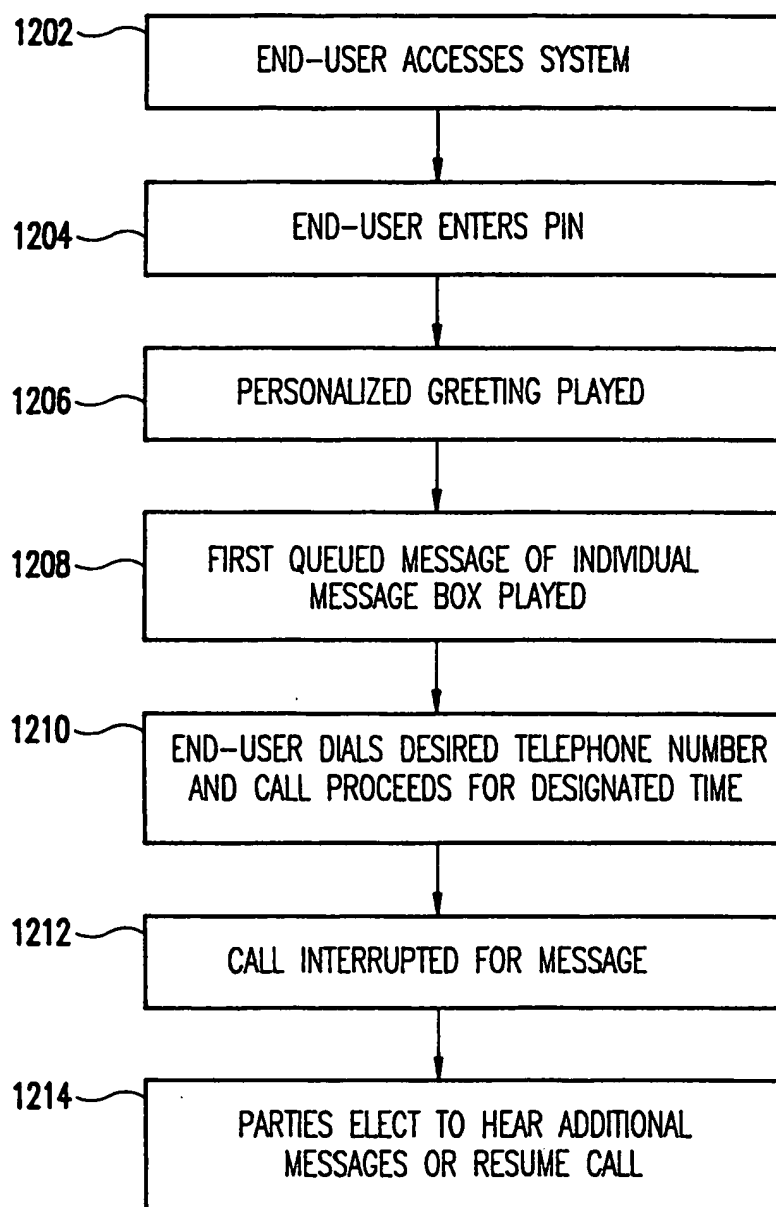 1202
END-USER ACCESSES SYSTEM
1204
END-USER ENTERS PIN
1206
PERSONALIZED GREETING PLAYED
1208
FIRST QUEUED MESSAGE OF INDIVIDUAL
MESSAGE BOX PLAYED
1210
END-USER DIALS DESIRED TELEPHONE NUMBER
AND CALL PROCEEDS FOR DESIGNATED TIME
1212
CALL INTERRUPTED FOR MESSAGE
1214
PARTIES ELECT TO HEAR ADDITIONAL
MESSAGES OR RESUME CALL